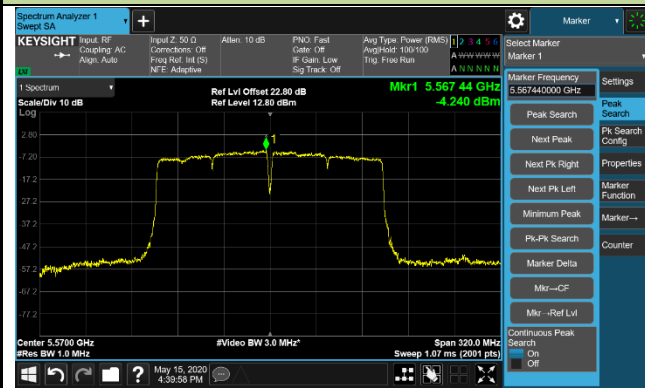 Spectrum Analyzer 1
Swept SA
+
Marker
KEYSIGHT
Input: RF
Coupling: AC
Align: Auto
Input Z: 50 Ω
Corrections: Off
Freq Ref: Int (S)
NFE: Adaptive
Atten: 10 dB
PNO: Fast
Gate: Off
IF Gain: Low
Sig Track: Off
Avg Type: Power (RMS)
Avg|Hold: 100/100
Trig: Free Run
1 2 3 4 5 6
A W W W W W
A N N N N N
LXI
Select Marker
Marker 1
1 Spectrum
Scale/Div 10 dB
Log
Ref Lvl Offset 22.80 dB
Ref Level 12.80 dBm
Mkr1 5.567 44 GHz
-4.240 dBm
1
2.80
-7.20
-17.2
-27.2
-37.2
-47.2
-57.2
-67.2
-77.2
Center 5.5700 GHz
#Res BW 1.0 MHz
#Video BW 3.0 MHz*
Span 320.0 MHz
Sweep 1.07 ms (2001 pts)
Marker Frequency
5.567440000 GHz
Peak Search
Next Peak
Next Pk Right
Next Pk Left
Minimum Peak
Pk-Pk Search
Marker Delta
Mkr→CF
Mkr→Ref Lvl
Continuous Peak
Search
On
Off
Settings
Peak
Search
Pk Search
Config
Properties
Marker
Function
Marker→
Counter
?
May 15, 2020
4:39:58 PM